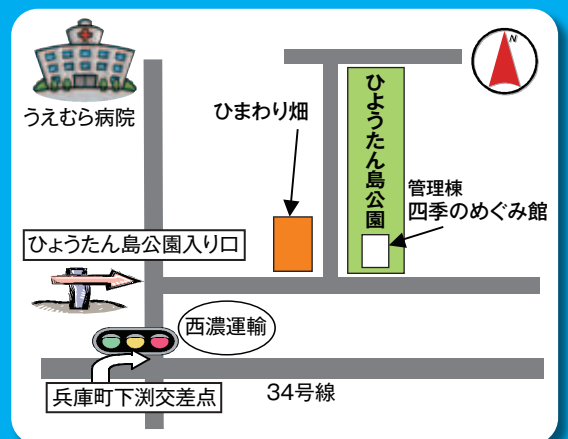 うえむら病院
ひまわり畑
ひょうたん島公園
N
管理棟
四季のめぐみ館
ひょうたん島公園入り口
西濃運輸
兵庫町下渕交差点
34号線